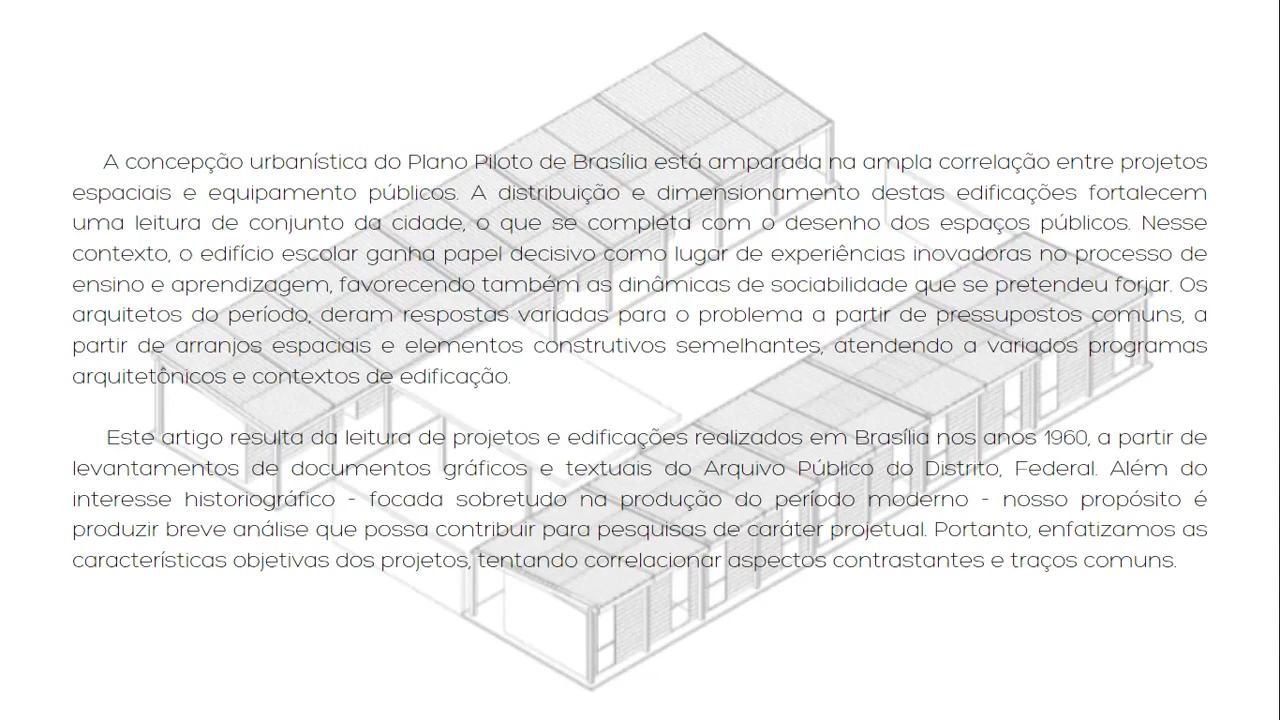 A concepção urbanística do Plano Piloto de Brasília está amparada na ampla correlação entre projetos
espaciais e equipamento públicos. A distribuição e dimensionamento destas edificações fortalecem
uma leitura de conjunto da cidade, o que se completa com o desenho dos espaços públicos. Nesse
contexto, o edifício escolar ganha papel decisivo como lugar de experiências inovadoras no processo de
ensino e aprendizagem, favorecendo também as dinâmicas de sociabilidade que se pretendeu forjar. Os
arquitetos do período, deram respostas variadas para o problema a partir de pressupostos comuns, a
partir de arranjos espaciais e elementos construtivos semelhantes, atendendo a variados programas
arquitetônicos e contextos de edificação.
Este artigo resulta da leitura de projetos e edificações realizados em Brasília nos anos 1960, a partir de
levantamentos de documentos gráficos e textuais do Arquivo Público do Distrito, Federal. Além do
interesse historiográfico - focada sobretudo na produção do período moderno - nosso propósito é
produzir breve análise que possa contribuir para pesquisas de caráter projetual. Portanto, enfatizamos as
características objetivas dos projetos, tentando correlacionar aspectos contrastantes e traços comuns.